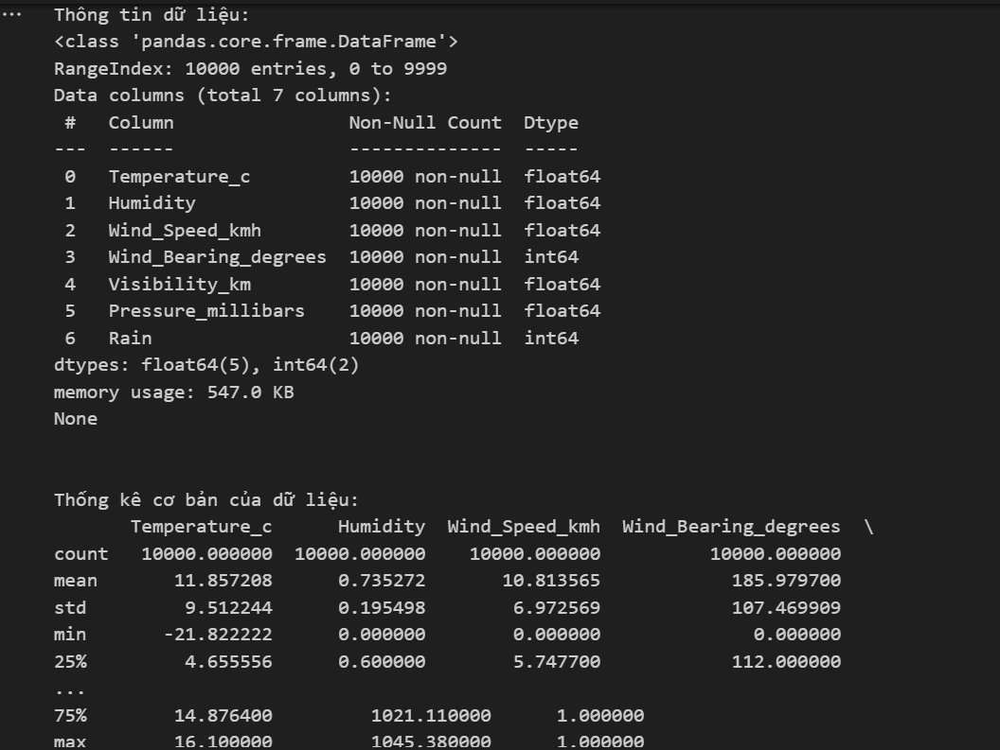 ...
Thông tin dữ liệu:
<class 'pandas.core.frame.DataFrame'>
RangeIndex: 10000 entries, 0 to 9999
Data columns (total 7 columns):
 #   Column                Non-Null Count  Dtype
---  ------                --------------  -----
 0   Temperature_c         10000 non-null  float64
 1   Humidity              10000 non-null  float64
 2   Wind_Speed_kmh        10000 non-null  float64
 3   Wind_Bearing_degrees  10000 non-null  int64
 4   Visibility_km         10000 non-null  float64
 5   Pressure_millibars    10000 non-null  float64
 6   Rain                  10000 non-null  int64
dtypes: float64(5), int64(2)
memory usage: 547.0 KB
None
Thống kê cơ bản của dữ liệu:
       Temperature_c      Humidity  Wind_Speed_kmh  Wind_Bearing_degrees  \
count   10000.000000  10000.000000    10000.000000          10000.000000
mean       11.857208      0.735272       10.813565            185.979700
std         9.512244      0.195498        6.972569            107.469909
min       -21.822222      0.000000        0.000000              0.000000
25%         4.655556      0.600000        5.747700            112.000000
...
75%        14.876400         1021.110000      1.000000
max        16.100000         1045.380000      1.000000